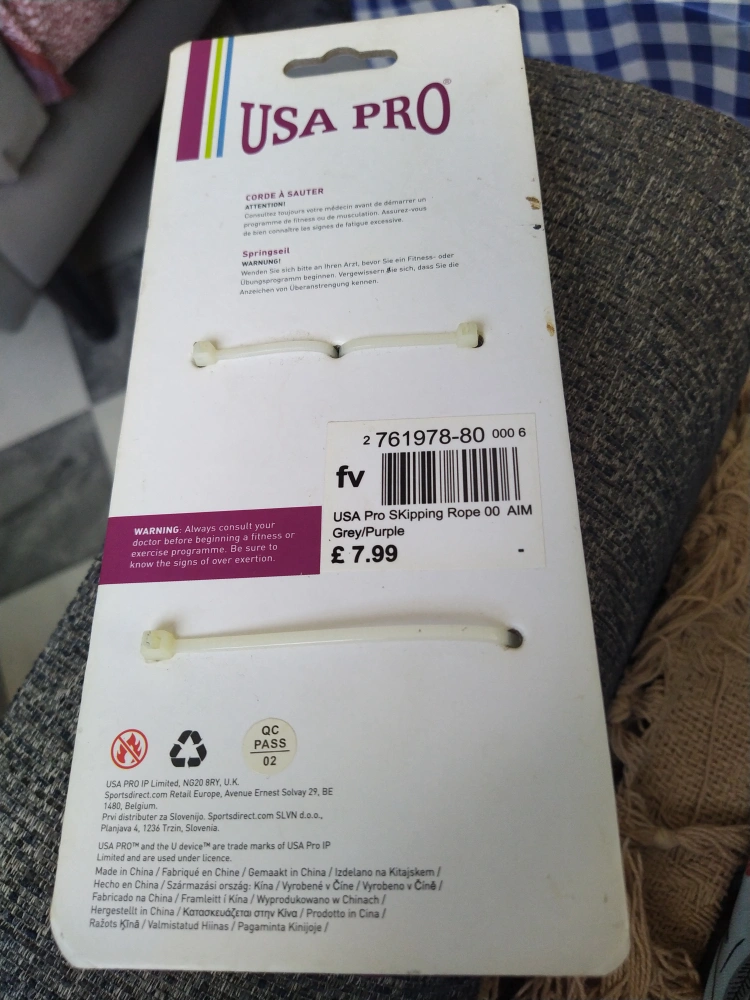 USA PRO®
CORDE À SAUTER
ATTENTION!
Consultez toujours votre médecin avant de démarrer un
programme de fitness ou de musculation. Assurez-vous
de bien connaître les signes de fatigue excessive.
Springseil
WARNUNG!
Wenden Sie sich bitte an Ihren Arzt, bevor Sie ein Fitness- oder
Übungsprogramm beginnen. Vergewissern Sie sich, dass Sie die
Anzeichen von Überanstrengung kennen.
2 761978-80 000 6
fv
USA Pro SKipping Rope 00 AIM
Grey/Purple
£ 7.99
-
WARNING: Always consult your
doctor before beginning a fitness or
exercise programme. Be sure to
know the signs of over exertion.
QC
PASS
02
USA PRO IP Limited, NG20 8RY, U.K.
Sportsdirect.com Retail Europe, Avenue Ernest Solvay 29, BE
1480, Belgium.
Prvi distributer za Slovenijo. Sportsdirect.com SLVN d.o.o.,
Planjava 4, 1236 Trzin, Slovenia.
USA PRO™ and the U device™ are trade marks of USA Pro IP
Limited and are used under licence.
Made in China / Fabriqué en Chine / Gemaakt in China / Izdelano na Kitajskem /
Hecho en China / Származási ország: Kína / Vyrobené v Číne / Vyrobeno v Číně /
Fabricado na China / Framleitt í Kína / Wyprodukowano w Chinach /
Hergestellt in China / Κατασκευάζεται στην Κίνα / Prodotto in Cina /
Ražots Ķīnā / Valmistatud Hiinas / Pagaminta Kinijoje /